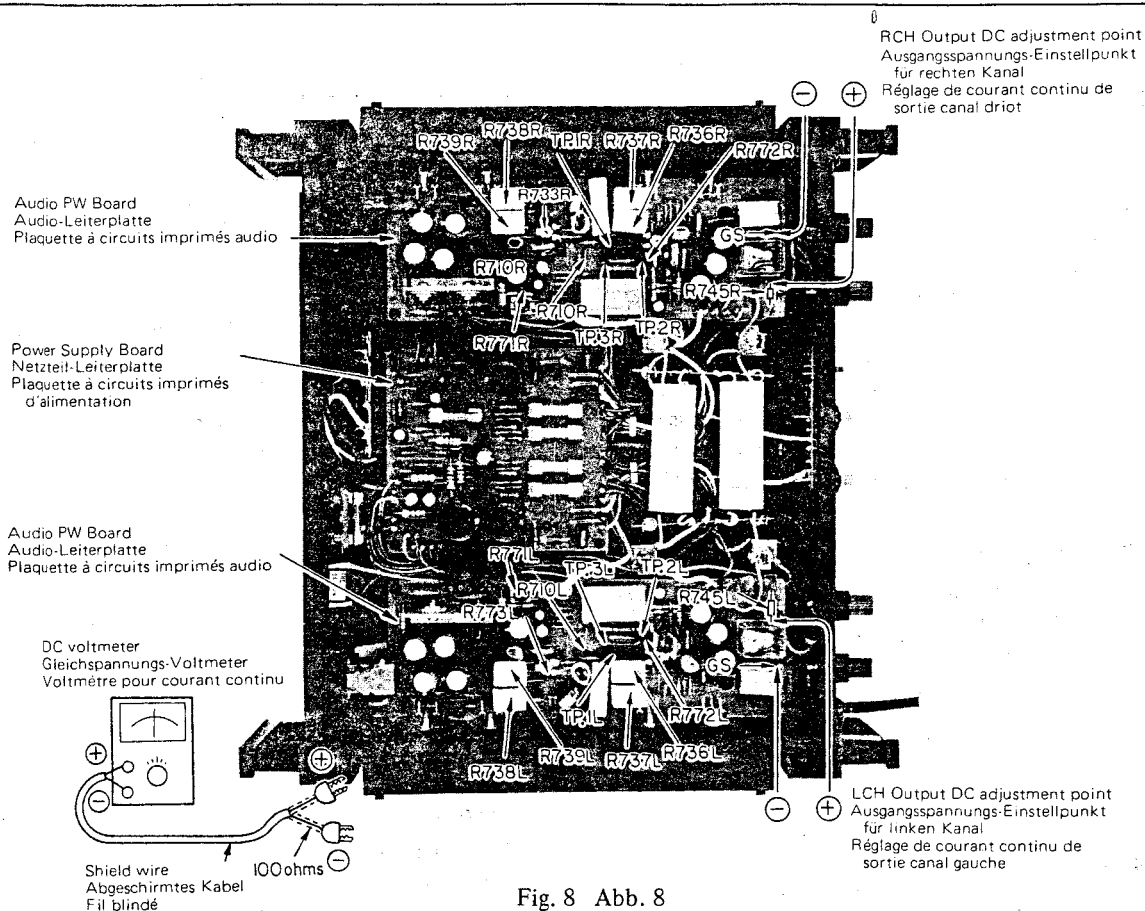 RCH Output DC adjustment point
Ausgangsspannungs-Einstellpunkt
für rechten Kanal
Réglage de courant continu de
sortie canal driot
⊖ ⊕
R739R
R738R
TP.1R
R737R
R736R
R772R
R733R
Audio PW Board
Audio-Leiterplatte
Plaquette à circuits imprimés audio
GS
R710R
R745R
R771R
R710R
TP.3R
TP.2R
Power Supply Board
Netzteil-Leiterplatte
Plaquette à circuits imprimés
d'alimentation
Audio PW Board
Audio-Leiterplatte
Plaquette à circuits imprimés audio
R771L
R710L
R773L
TP.3L
TP.2L
R745L
GS
TP.1L
R772L
R738L
R739L
R737L
R736L
DC voltmeter
Gleichspannungs-Voltmeter
Voltmétre pour courant continu
⊕
⊖
⊕
⊖
100ohms
Shield wire
Abgeschirmtes Kabel
Fil blindé
⊖ ⊕
LCH Output DC adjustment point
Ausgangsspannungs-Einstellpunkt
für linken Kanal
Réglage de courant continu de
sortie canal gauche
Fig. 8 Abb. 8